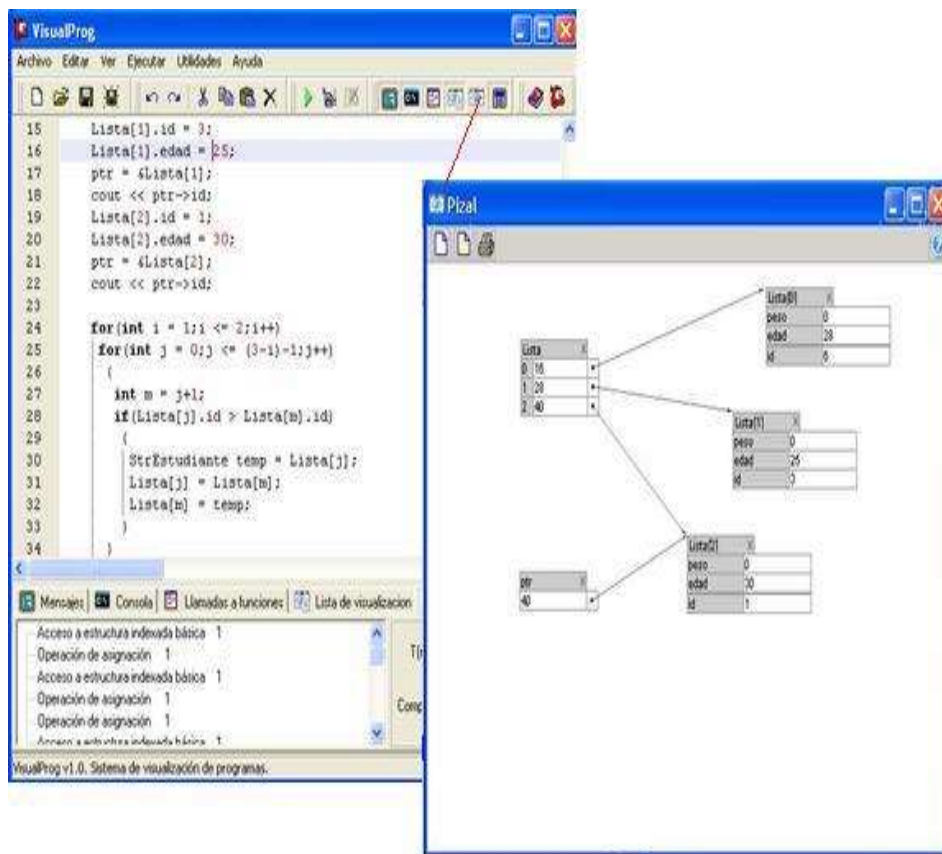 VisualProg
Archivo Editar Ver Ejecutar Utilidades Ayuda
15 Lista[1].id = 3;
16 Lista[1].edad = 25;
17 ptr = &Lista[1];
18 cout << ptr->id;
19 Lista[2].id = 1;
20 Lista[2].edad = 30;
21 ptr = &Lista[2];
22 cout << ptr->id;
23
24 for(int i = 1;i <= 2;i++)
25 for(int j = 0;j <= (3-i)-1;j++)
26 {
27 int m = j+1;
28 if(Lista[j].id > Lista[m].id)
29 {
30 StrEstudiante temp = Lista[j];
31 Lista[j] = Lista[m];
32 Lista[m] = temp;
33 }
34 }
Mensajes Consola Llamadas a funciones Lista de visualizacion
Acceso a estructura indexada básica 1
Operación de asignación 1
Acceso a estructura indexada básica 1
Operación de asignación 1
Operación de asignación 1
Acceso a estructura indexada básica 1
VisualProg v1.0. Sistema de visualización de programas.
Pizal
Lista x
0 16
1 28
2 40
ptr x
40
Lista[0] x
peso 0
edad 28
id
Lista[1] x
peso 0
edad 25
id 3
Lista[2] x
peso 0
edad 30
id 1